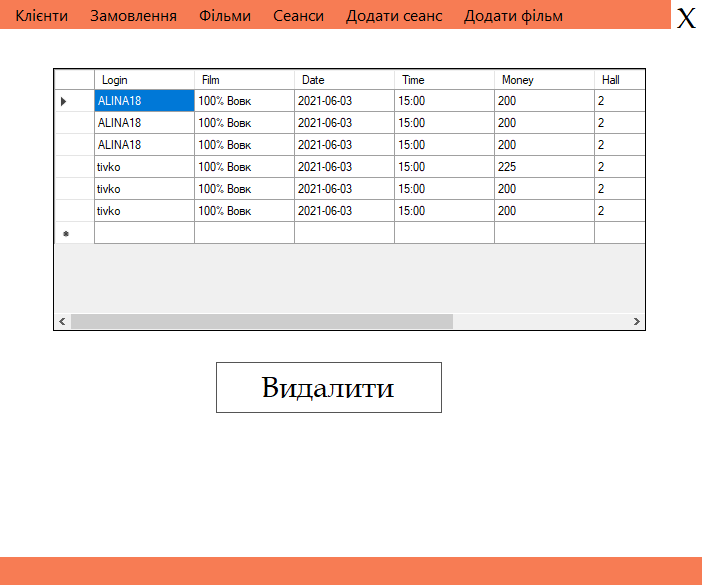 Клієнти Замовлення Фільми Сеанси Додати сеанс Додати фільм X
Login Film Date Time Money Hall
ALINA18 100% Вовк 2021-06-03 15:00 200 2
ALINA18 100% Вовк 2021-06-03 15:00 200 2
ALINA18 100% Вовк 2021-06-03 15:00 200 2
tivko 100% Вовк 2021-06-03 15:00 225 2
tivko 100% Вовк 2021-06-03 15:00 200 2
tivko 100% Вовк 2021-06-03 15:00 200 2
Видалити